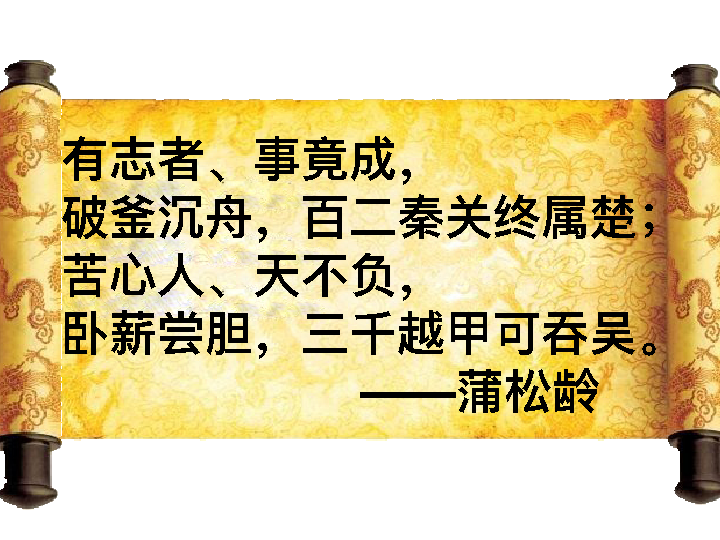 有志者、事竟成，
破釜沉舟，百二秦关终属楚；
苦心人、天不负，
卧薪尝胆，三千越甲可吞吴。
——蒲松龄